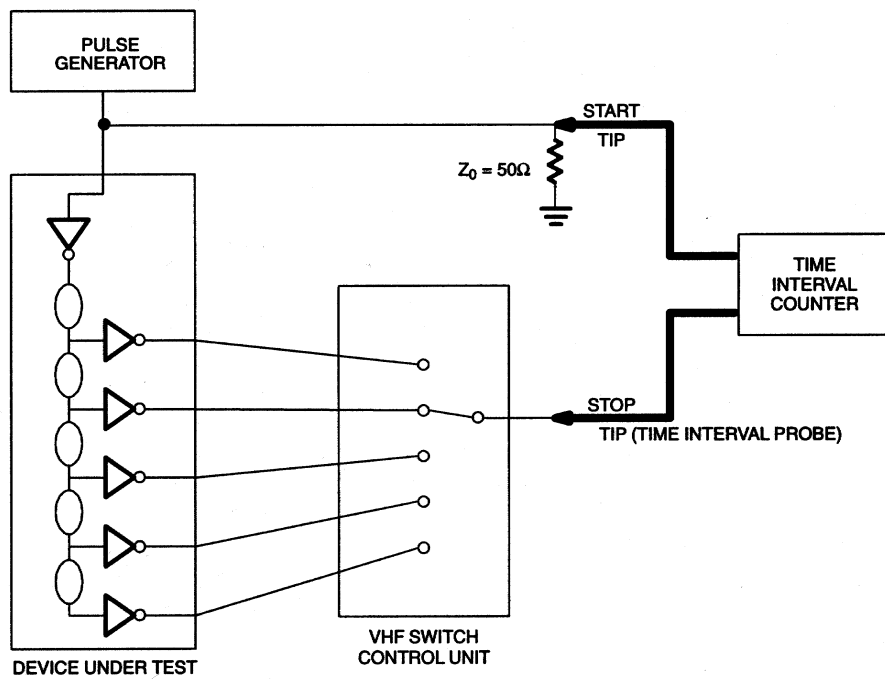 PULSE
GENERATOR
START
TIP
Z₀ = 50Ω
TIME
INTERVAL
COUNTER
STOP
TIP (TIME INTERVAL PROBE)
VHF SWITCH
CONTROL UNIT
DEVICE UNDER TEST